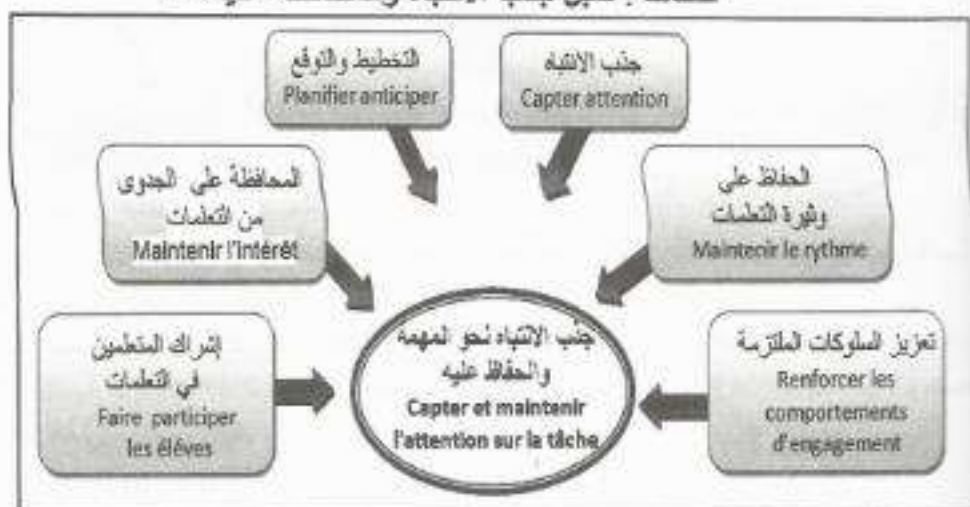 التخطيط والتوقع
Planifier anticiper
جذب الانتباه
Capter attention
المحافظة على الجدوى
من التعلمات
Maintenir l'intérêt
الحفاظ على
وثيرة التعلمات
Maintenir le rythme
إشراك المتعلمين
في التعلمات
Faire participer
les élèves
جذب الانتباه نحو المهمة
والحفاظ عليه
Capter et maintenir
l'attention sur la tâche
تعزيز السلوكات الملتزمة
Renforcer les
comportements
d'engagement